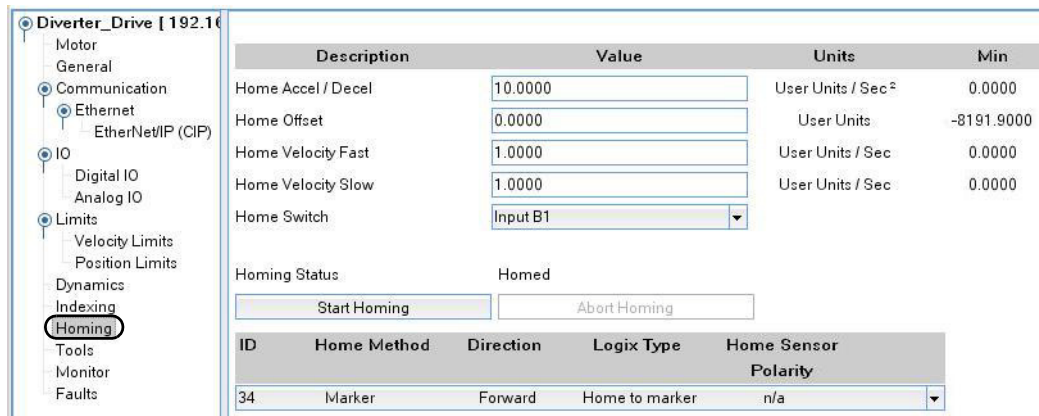 Diverter_Drive [ 192.16
Motor
General
Communication
Ethernet
EtherNet/IP (CIP)
IO
Digital IO
Analog IO
Limits
Velocity Limits
Position Limits
Dynamics
Indexing
Homing
Tools
Monitor
Faults
Description Value Units Min
Home Accel / Decel 10.0000 User Units / Sec² 0.0000
Home Offset 0.0000 User Units -8191.9000
Home Velocity Fast 1.0000 User Units / Sec 0.0000
Home Velocity Slow 1.0000 User Units / Sec 0.0000
Home Switch Input B1
Homing Status Homed
Start Homing Abort Homing
ID Home Method Direction Logix Type Home Sensor
Polarity
34 Marker Forward Home to marker n/a